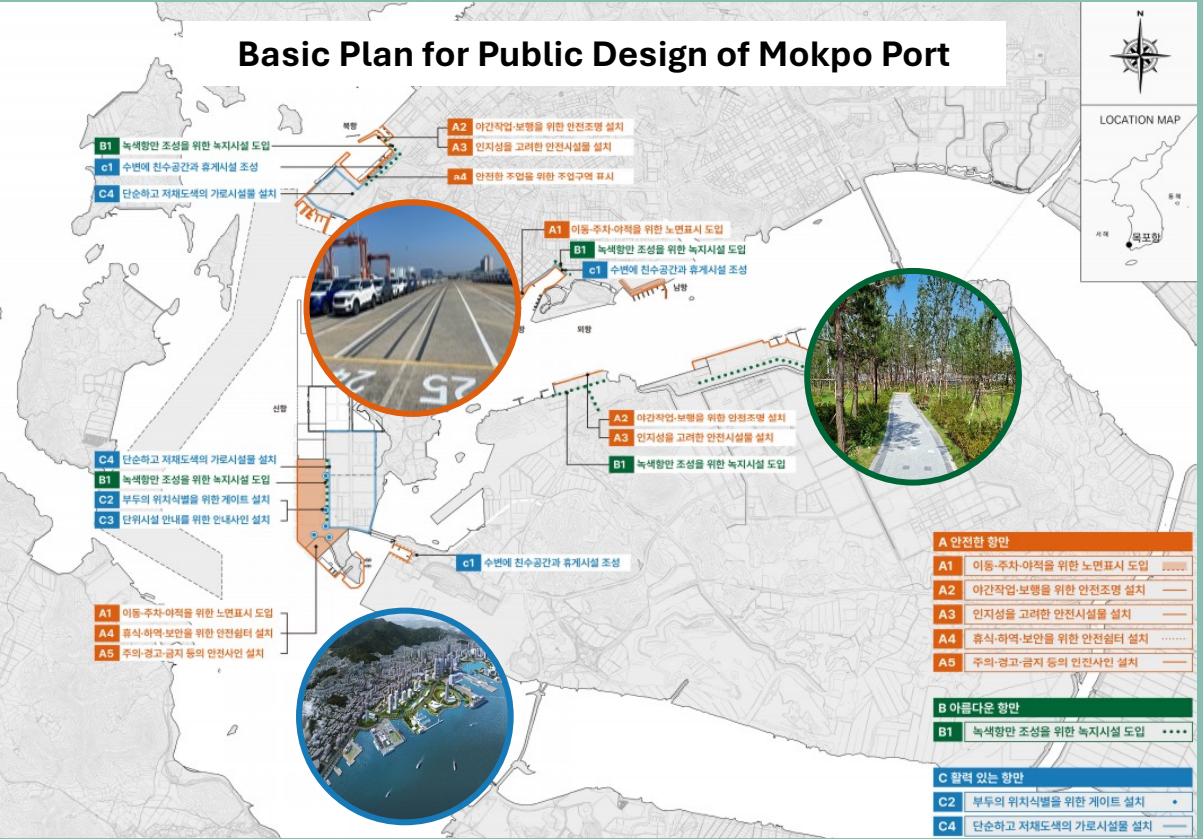 Basic Plan for Public Design of Mokpo Port
N
LOCATION MAP
동해
서해
목포항
북항
B1 녹색항만 조성을 위한 녹지시설 도입
c1 수변에 친수공간과 휴게시설 조성
C4 단순하고 저채도색의 가로시설물 설치
A2 야간작업·보행을 위한 안전조명 설치
A3 인지성을 고려한 안전시설물 설치
a4 안전한 조업을 위한 조업구역 표시
A1 이동·주차·야적을 위한 노면표시 도입
B1 녹색항만 조성을 위한 녹지시설 도입
c1 수변에 친수공간과 휴게시설 조성
남항
항
외항
24
25
신항
A2 야간작업·보행을 위한 안전조명 설치
A3 인지성을 고려한 안전시설물 설치
B1 녹색항만 조성을 위한 녹지시설 도입
C4 단순하고 저채도색의 가로시설물 설치
B1 녹색항만 조성을 위한 녹지시설 도입
C2 부두의 위치식별을 위한 게이트 설치
C3 단위시설 안내를 위한 안내사인 설치
c1 수변에 친수공간과 휴게시설 조성
A1 이동·주차·야적을 위한 노면표시 도입
A4 휴식·하역·보안을 위한 안전쉼터 설치
A5 주의·경고·금지 등의 안전사인 설치
A 안전한 항만
A1 이동·주차·야적을 위한 노면표시 도입
A2 야간작업·보행을 위한 안전조명 설치
A3 인지성을 고려한 안전시설물 설치
A4 휴식·하역·보안을 위한 안전쉼터 설치
A5 주의·경고·금지 등의 안전사인 설치
B 아름다운 항만
B1 녹색항만 조성을 위한 녹지시설 도입
C 활력 있는 항만
C2 부두의 위치식별을 위한 게이트 설치
C4 단순하고 저채도색의 가로시설물 설치